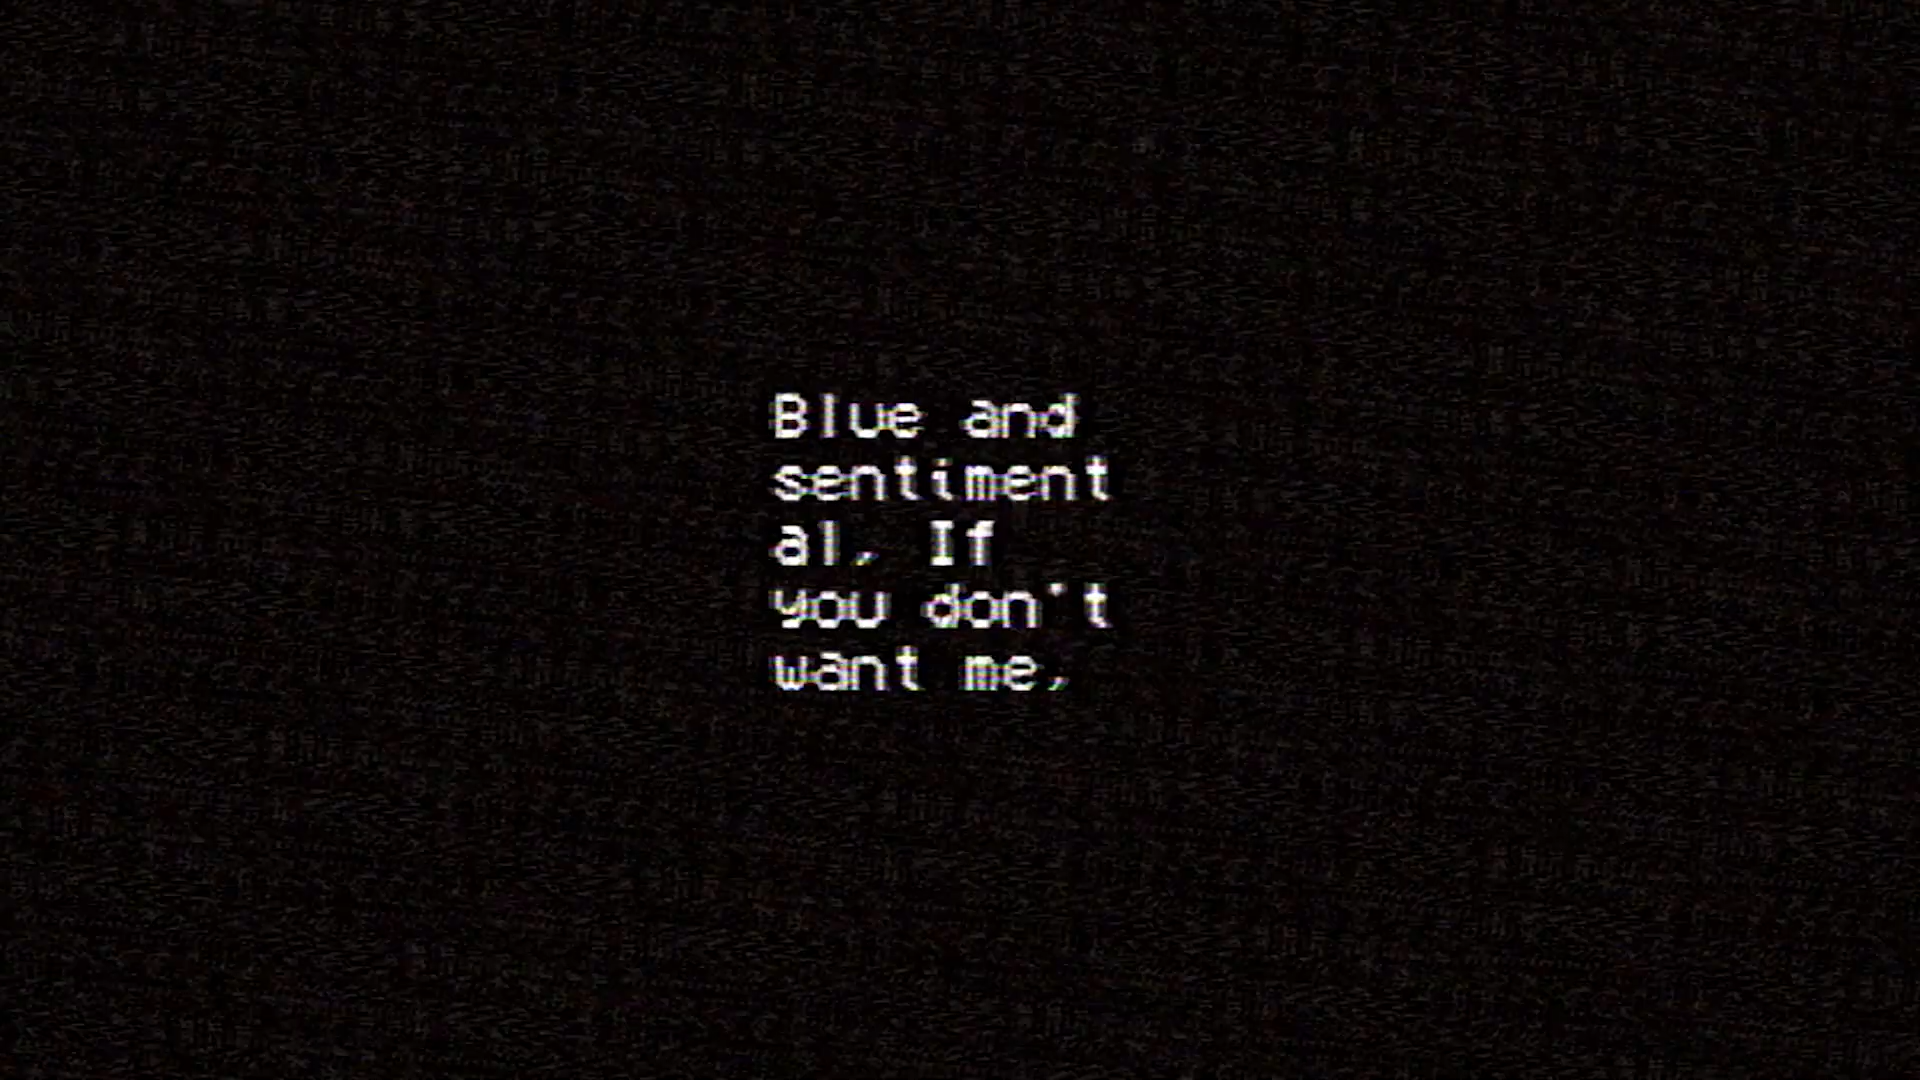 Blue and
sentiment
al, If
you don't
want me,